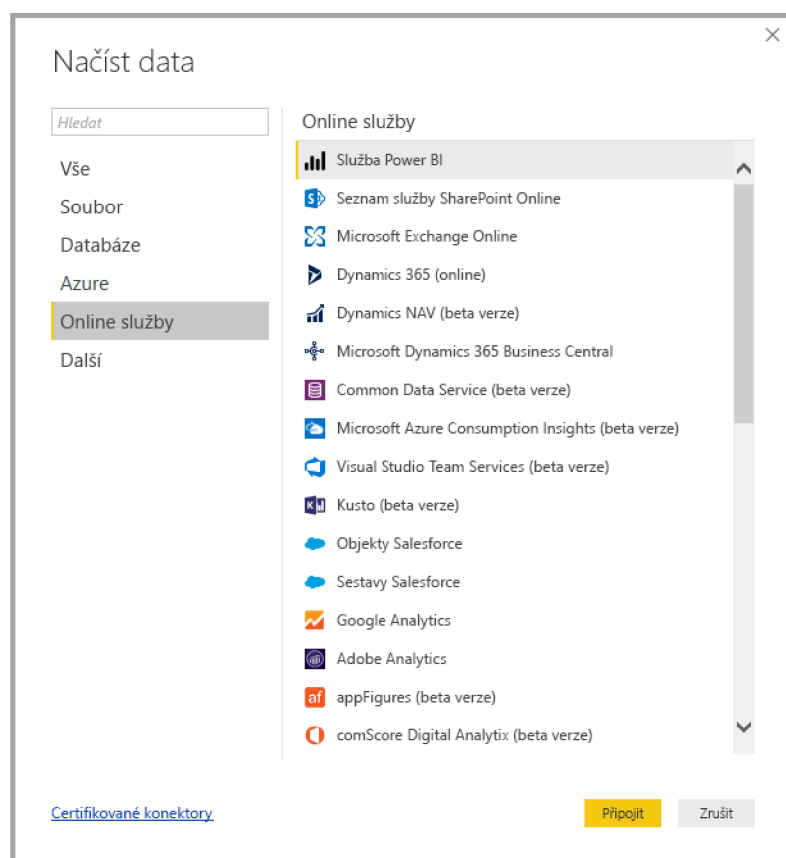 Načíst data
Hledat
Vše
Soubor
Databáze
Azure
Online služby
Další
Online služby
Služba Power BI
Seznam služby SharePoint Online
Microsoft Exchange Online
Dynamics 365 (online)
Dynamics NAV (beta verze)
Microsoft Dynamics 365 Business Central
Common Data Service (beta verze)
Microsoft Azure Consumption Insights (beta verze)
Visual Studio Team Services (beta verze)
Kusto (beta verze)
Objekty Salesforce
Sestavy Salesforce
Google Analytics
Adobe Analytics
af appFigures (beta verze)
comScore Digital Analytix (beta verze)
Certifikované konektory
Připojit
Zrušit